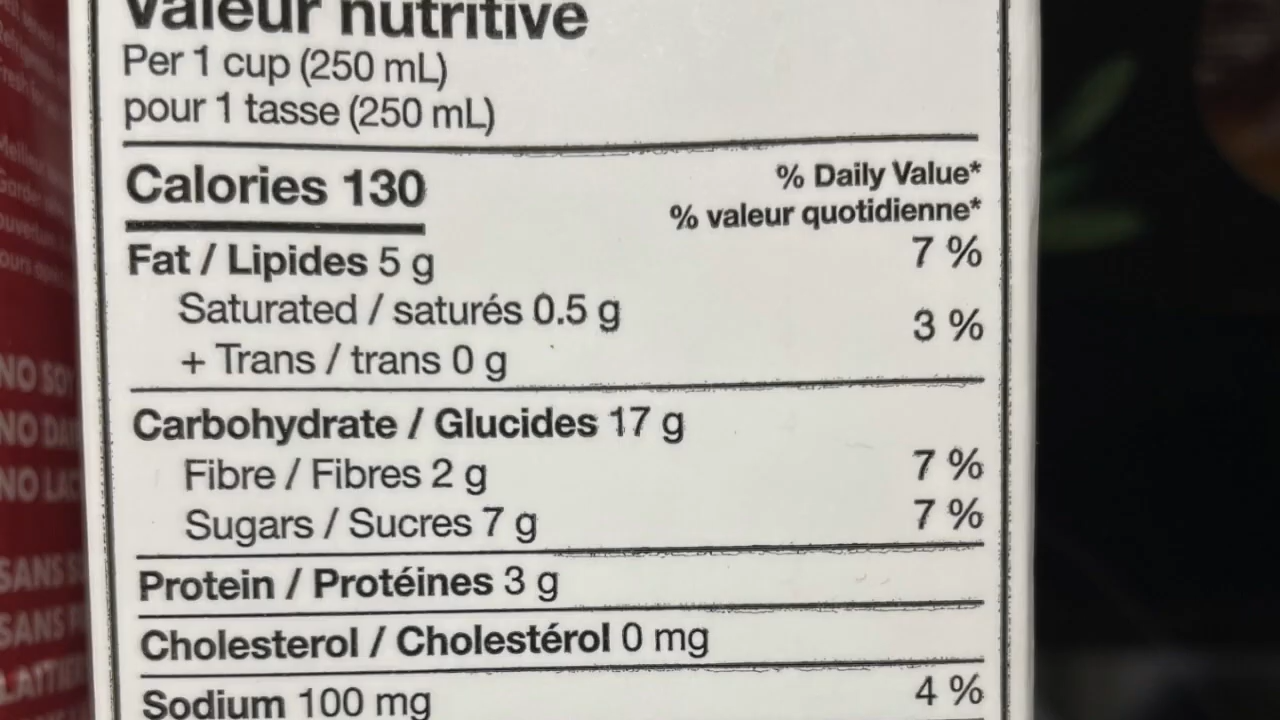 Valeur nutritive
Per 1 cup (250 mL)
pour 1 tasse (250 mL)
Calories 130
% Daily Value*
% valeur quotidienne*
Fat / Lipides 5 g 7 %
Saturated / saturés 0.5 g
+ Trans / trans 0 g 3 %
Carbohydrate / Glucides 17 g
Fibre / Fibres 2 g 7 %
Sugars / Sucres 7 g 7 %
Protein / Protéines 3 g
Cholesterol / Cholestérol 0 mg
Sodium 100 mg 4 %
NO
NO
NO
SANS
SANS